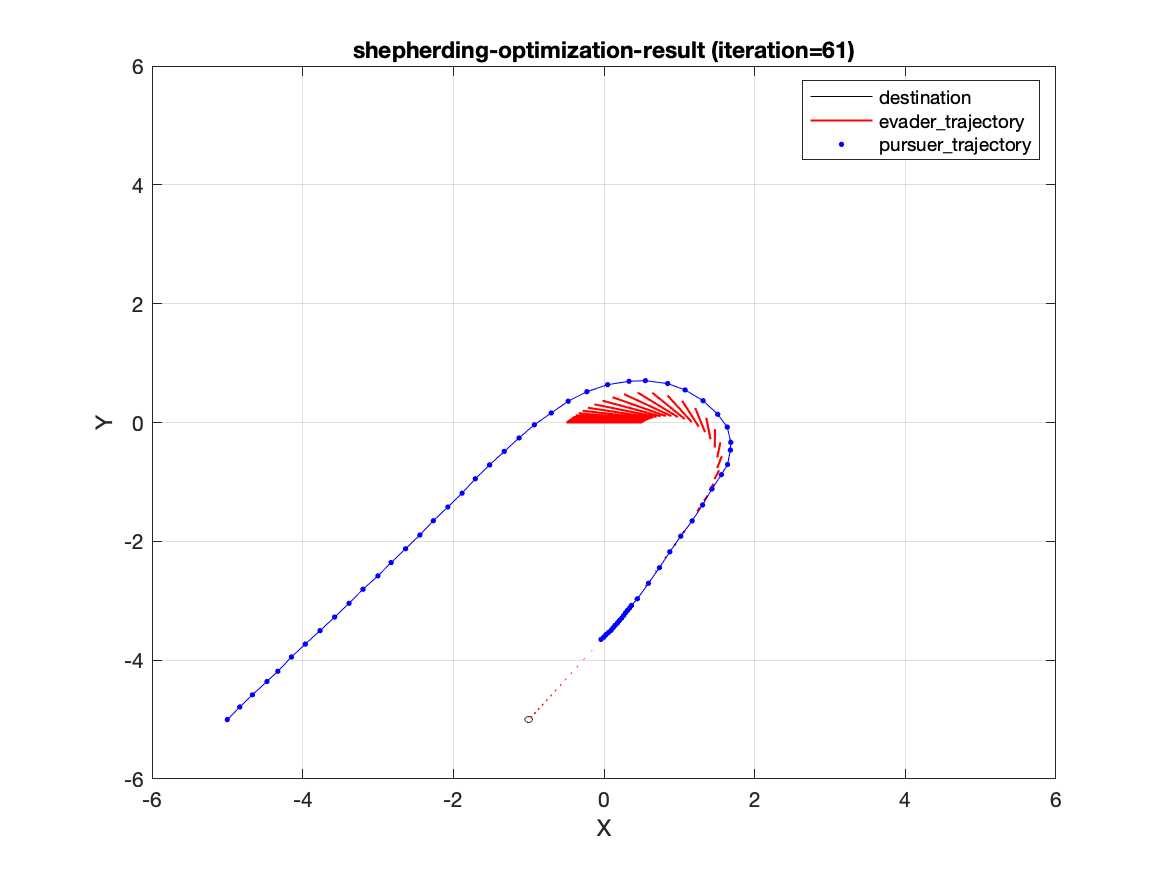 shepherding-optimization-result (iteration=61)
destination
evader_trajectory
pursuer_trajectory
6
4
2
0
-2
-4
-6
Y
-6
-4
-2
0
2
4
6
X